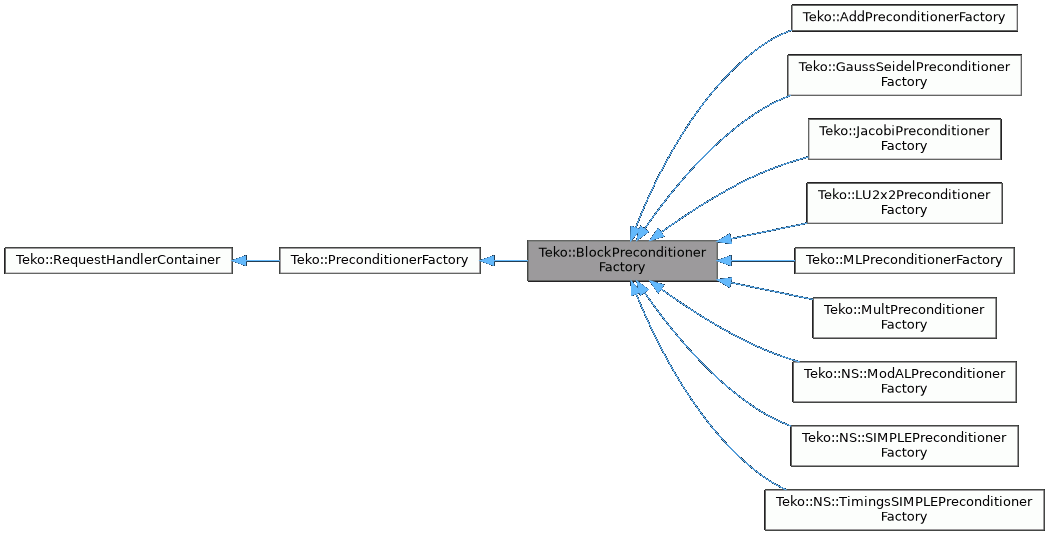 Teko::RequestHandlerContainer
Teko::PreconditionerFactory
Teko::BlockPreconditioner
Factory
Teko::AddPreconditionerFactory
Teko::GaussSeidelPreconditioner
Factory
Teko::JacobiPreconditioner
Factory
Teko::LU2x2Preconditioner
Factory
Teko::MLPreconditionerFactory
Teko::MultPreconditioner
Factory
Teko::NS::ModALPreconditioner
Factory
Teko::NS::SIMPLEPreconditioner
Factory
Teko::NS::TimingsSIMPLEPreconditioner
Factory